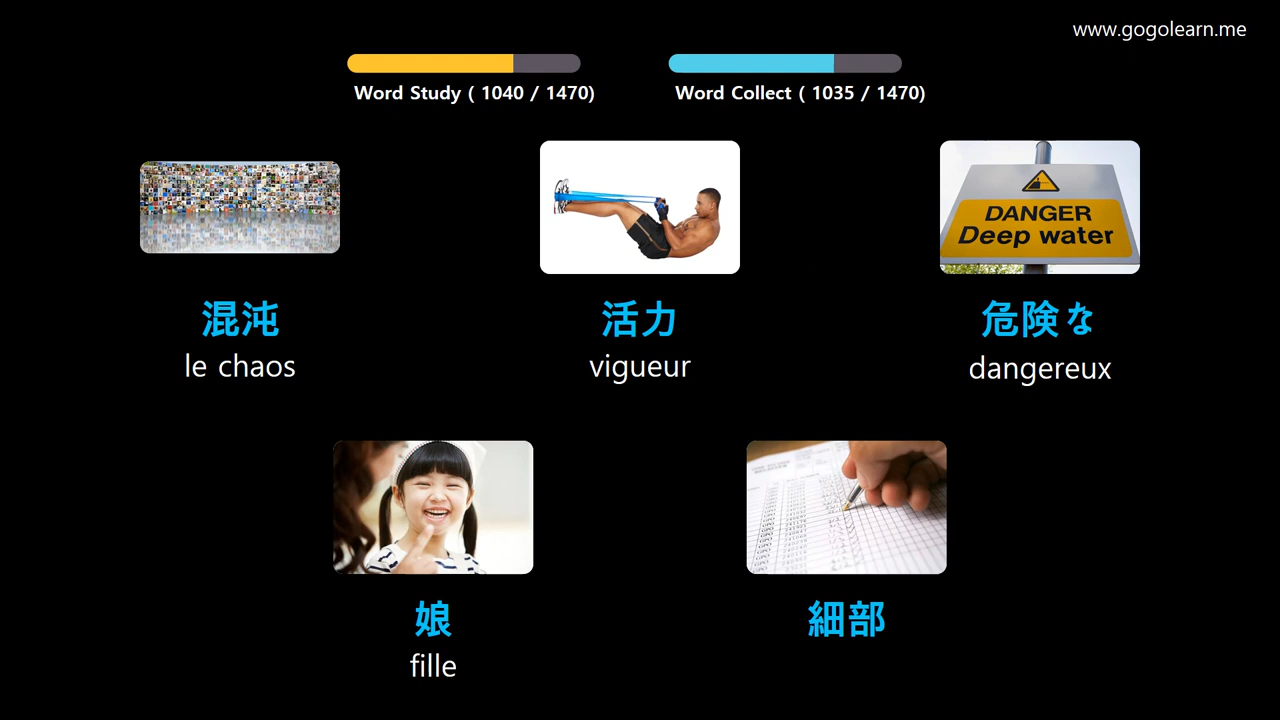 www.gogolearn.me
Word Study ( 1040 / 1470)
Word Collect ( 1035 / 1470)
DANGER
Deep water
混沌
le chaos
活力
vigueur
危険な
dangereux
娘
fille
細部